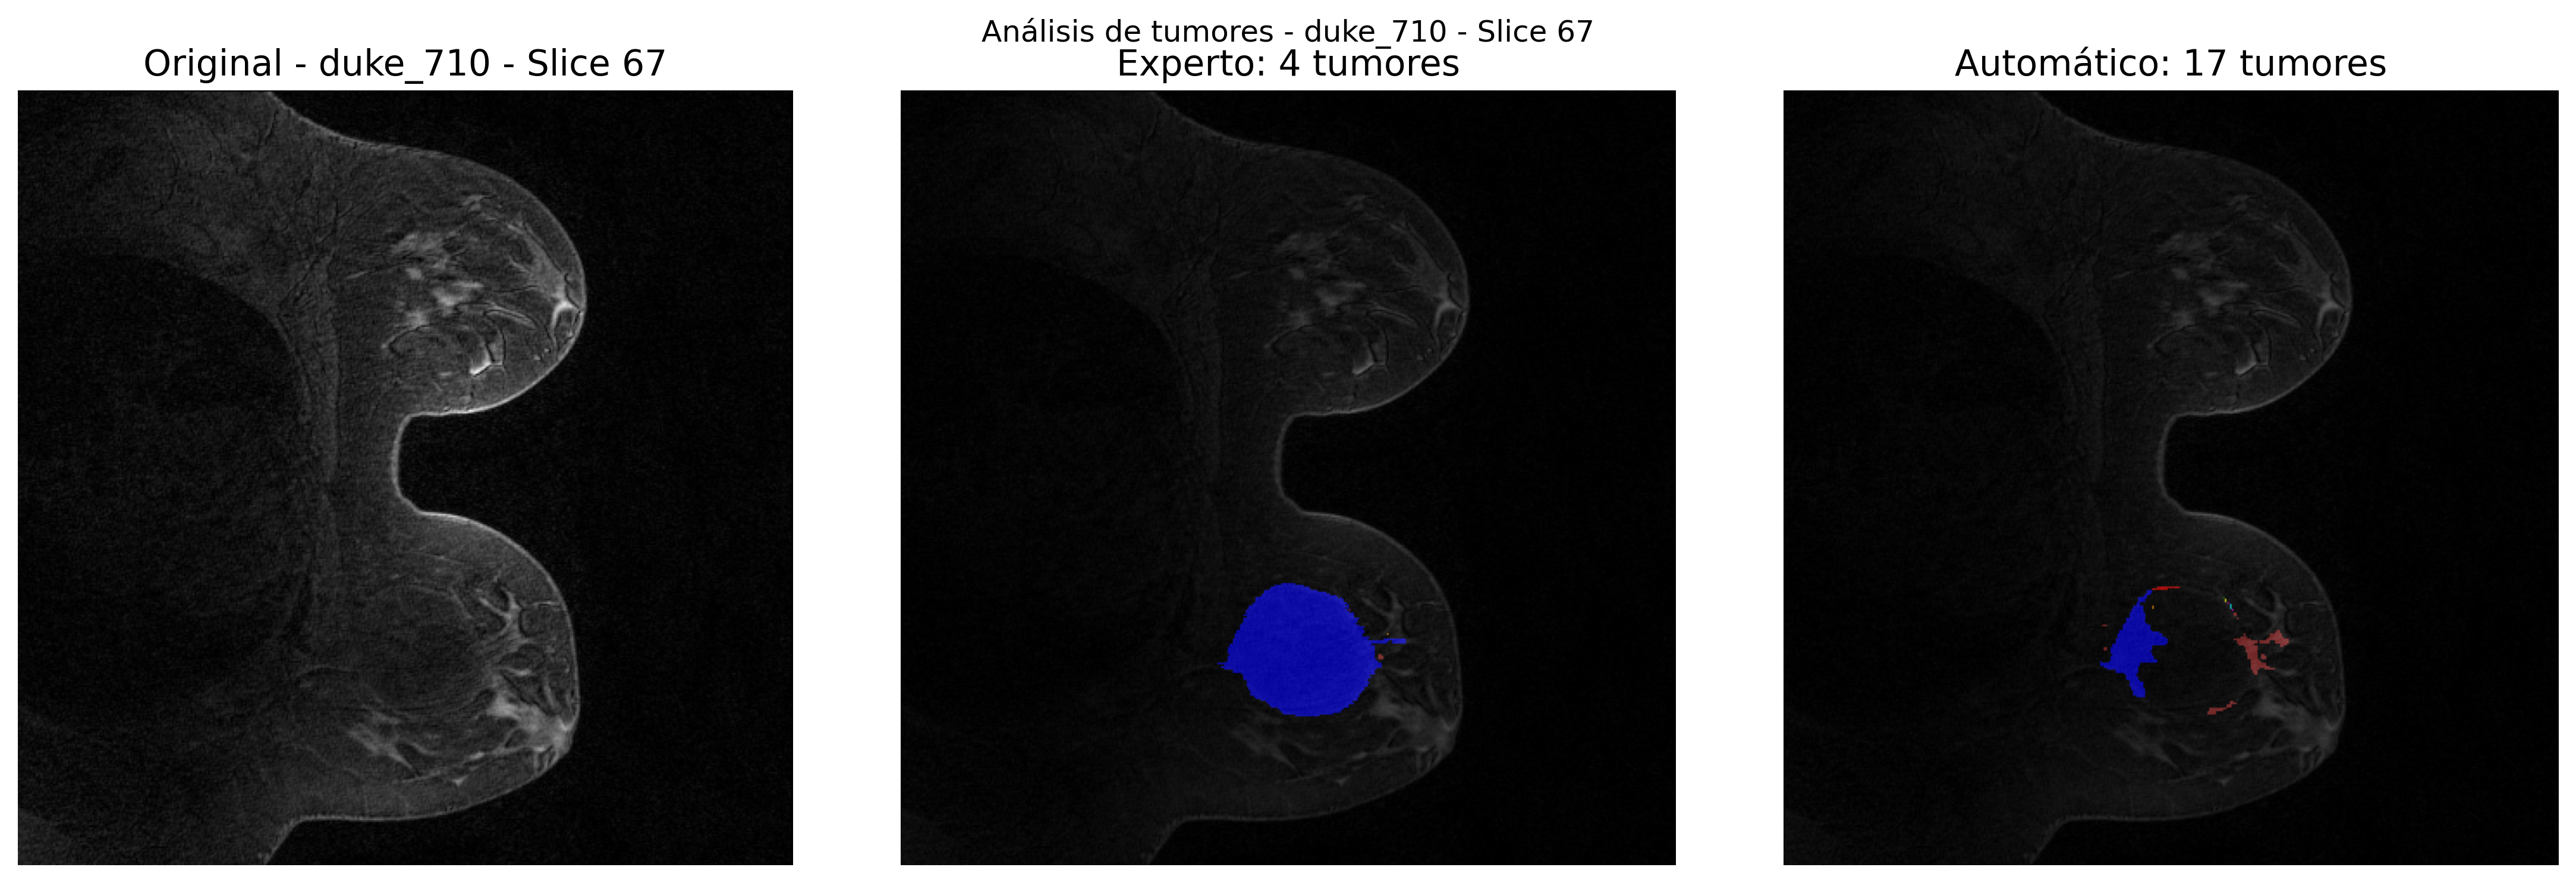 Análisis de tumores - duke_710 - Slice 67
Original - duke_710 - Slice 67
Experto: 4 tumores
Automático: 17 tumores